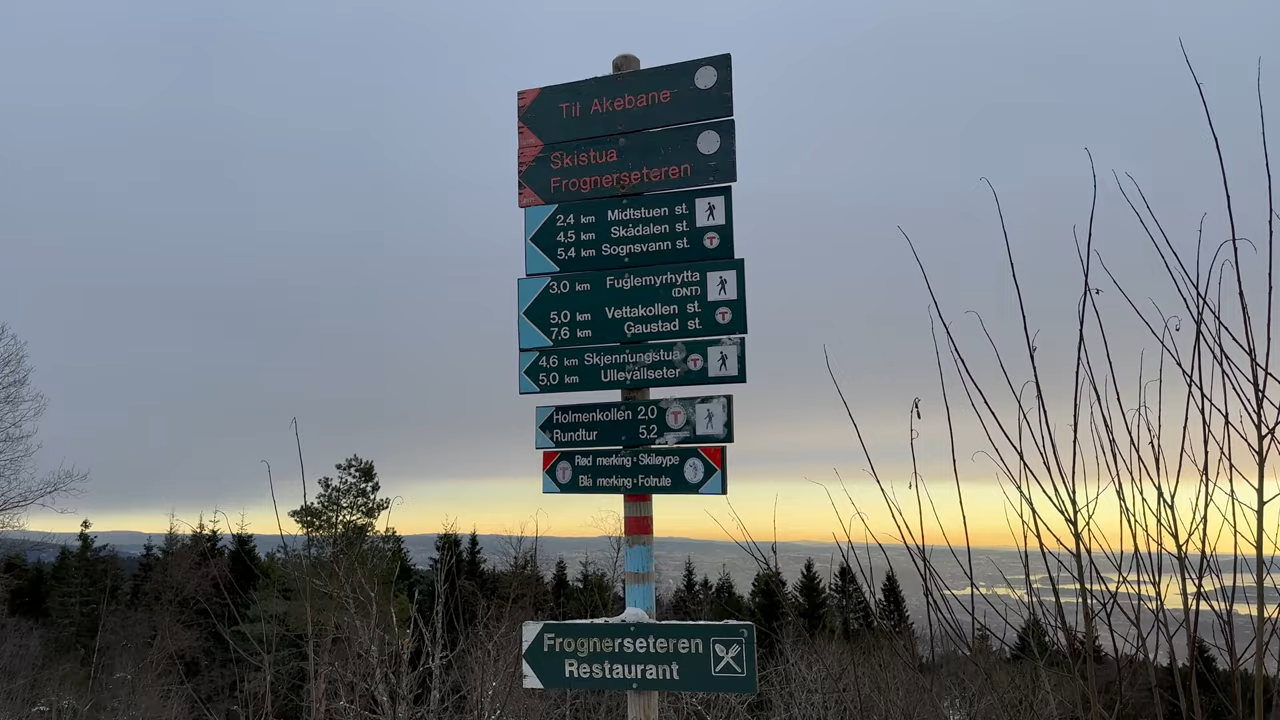 Til Akebane
Skistua
Frognerseteren
2,4 km Midtstuen st.
4,5 km Skådalen st.
5,4 km Sognsvann st.
T
3,0 km Fuglemyrhytta
(DNT)
5,0 km Vettakollen st.
7,6 km Gaustad st.
T
4,6 km Skjennungstua T
5,0 km Ullevålseter
Holmenkollen 2,0 T
Rundtur 5,2
T Rød merking = Skiløype
Blå merking = Fotrute
Frognerseteren
Restaurant